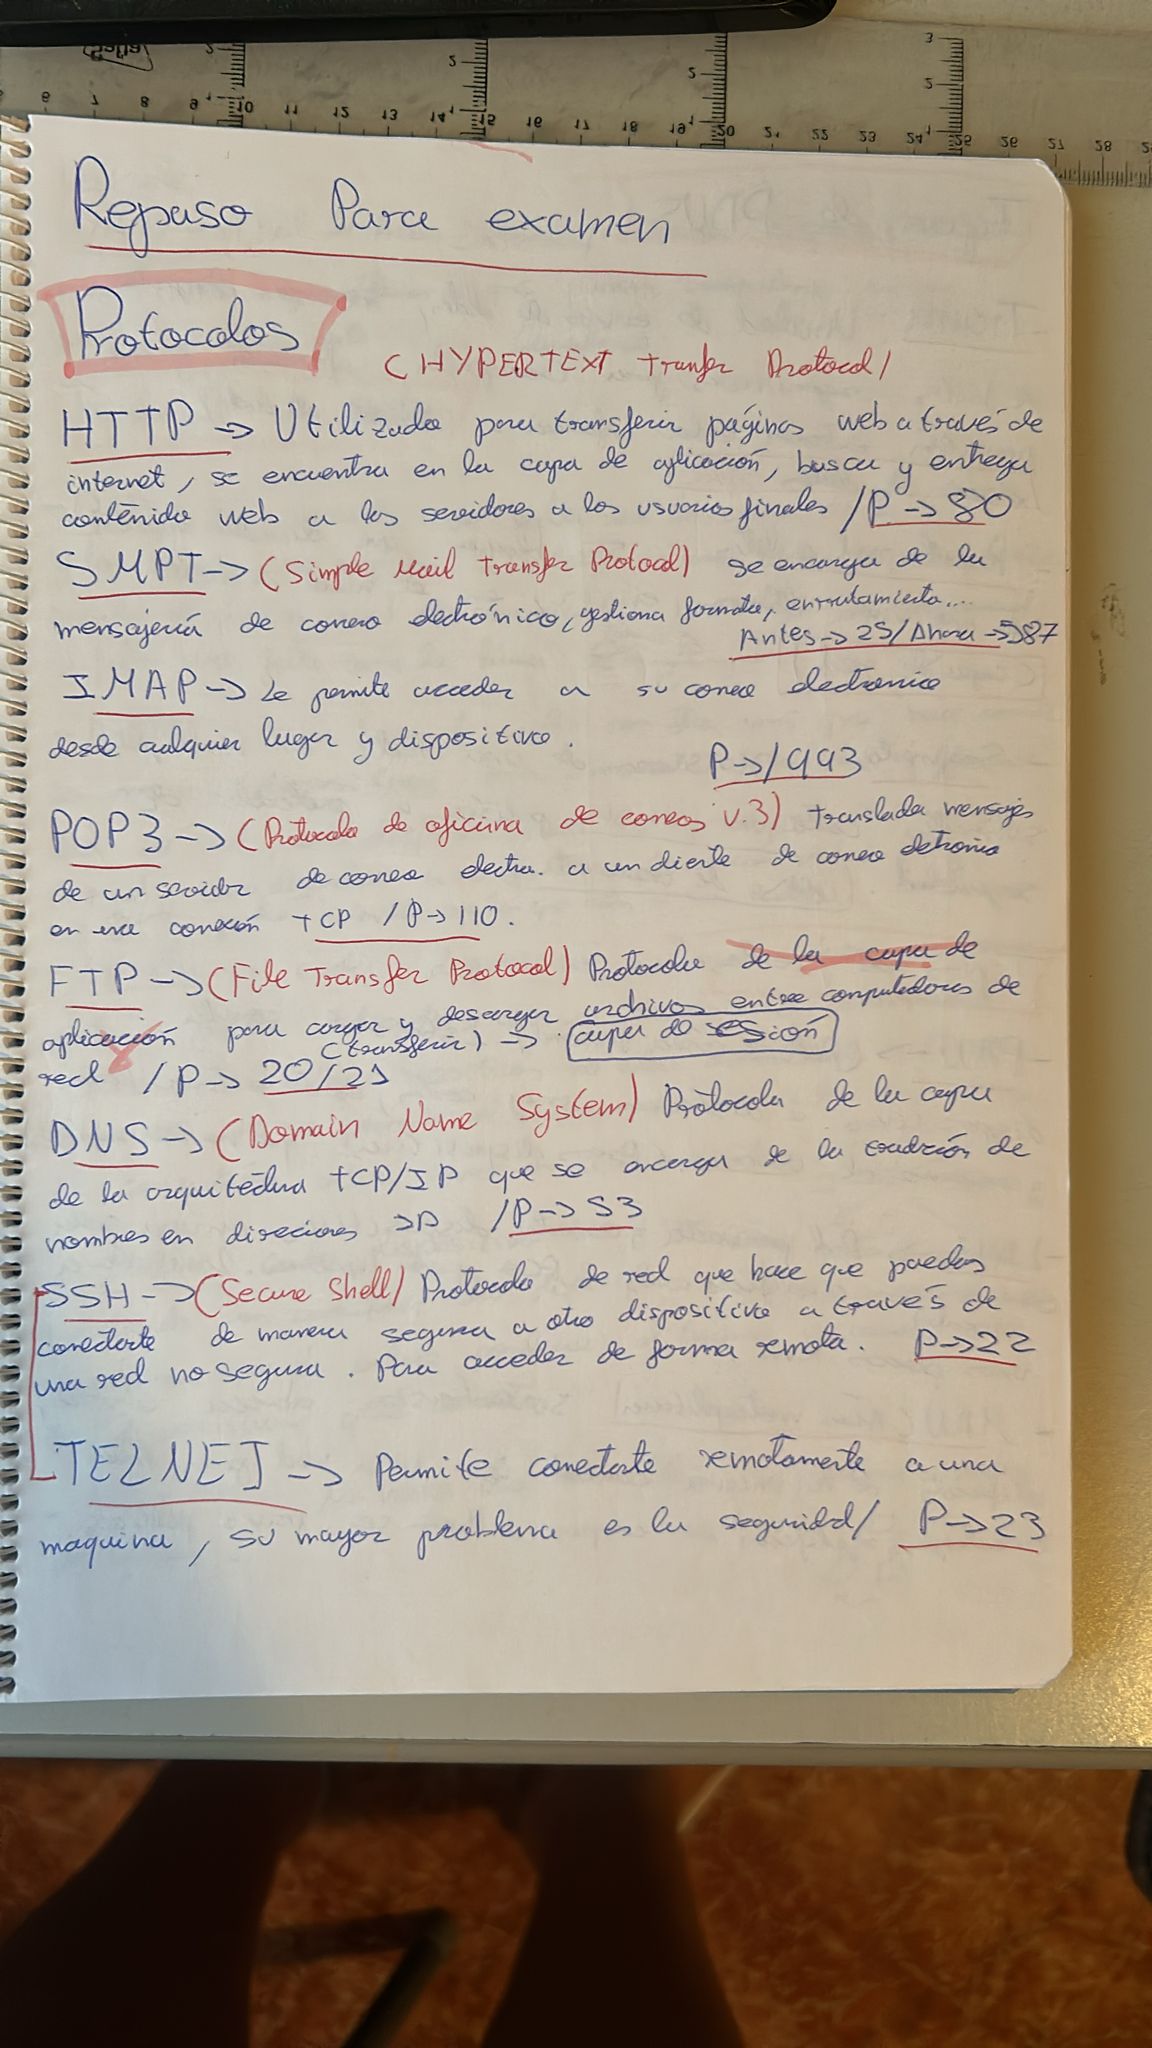 Repaso Para examen
Protocolos
(HYPERTEXT Tranfer Protocol)
HTTP -> Utilizado para transferir páginas web a través de
internet, se encuentra en la capa de aplicación, busca y entrega
contenido web a los servidores a los usuarios finales /P -> 80
SMPT -> (Simple Mail Transfer Protocol) se encarga de la
mensajería de correo electrónico, gestiona formato, enrutamiento...
Antes -> 25/Ahora -> 587
IMAP -> Le permite acceder a su correo electronico
desde cualquier lugar y dispositivo.
P -> /993
POP3 -> (Protocolo de oficina de correos v.3) translada mensajes
de un servidor de correo electro. a un cliente de correo
en una conexión TCP /P -> 110.
FTP -> (File Transfer Protocol) Protocolo de la capa de
aplicación para cargar y descargar archivos entre computadores de
(transferir) -> capa de sesión
red /P -> 20/21
DNS -> (Domain Name System) Protocolo de la capa
de la arquitectura TCP/IP que se encarga de la traducción de
nombres en direciones IP /P -> 53
SSH -> (Secure Shell) Protocolo de red que hace que puedas
conectarte de manera segura a otro dispositivo a través de
una red no segura. Para acceder de forma remota. P -> 22
TELNET -> Permite conectarte remotamente a una
maquina, su mayor problema es la seguridad/ P -> 23